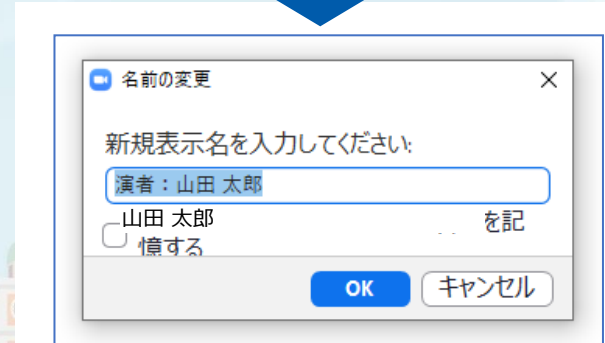 名前の変更
新規表示名を入力してください:
演者：山田 太郎
山田 太郎 を記
憶する
OK キャンセル